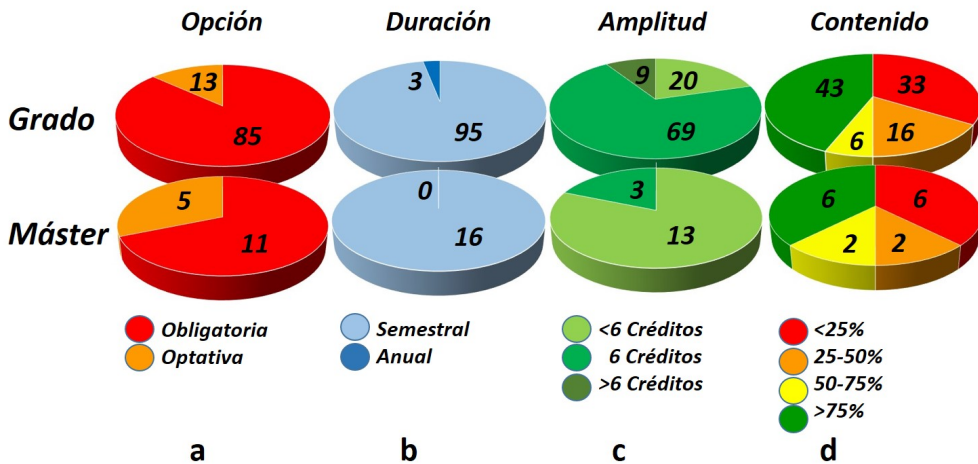 Opción Duración Amplitud Contenido
Grado
13 85
3 95
9 20 69
43 33 6 16
Máster
5 11
0 16
3 13
6 6 2 2
Obligatoria
Optativa
Semestral
Anual
<6 Créditos
6 Créditos
>6 Créditos
<25%
25-50%
50-75%
>75%
a b c d